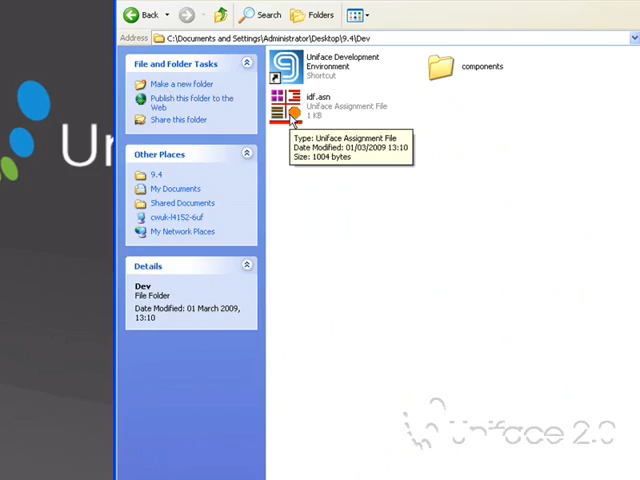 Back
Search
Folders
Address
C:\Documents and Settings\Administrator\Desktop\9.4\Dev
File and Folder Tasks
Make a new folder
Publish this folder to the
Web
Share this folder
Other Places
9.4
My Documents
Shared Documents
cwuk-l4152-6uf
My Network Places
Details
Dev
File Folder
Date Modified: 01 March 2009,
13:10
Uniface Development
Environment
Shortcut
components
idf.asn
Uniface Assignment File
1 KB
Type: Uniface Assignment File
Date Modified: 01/03/2009 13:10
Size: 1004 bytes
Un
Uniface 2.0